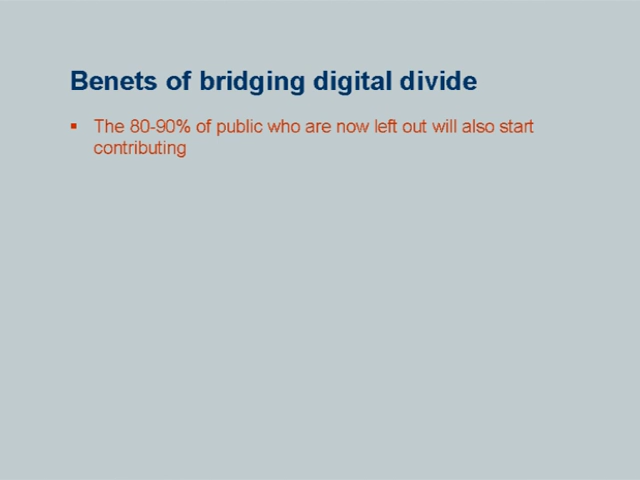 Benets of bridging digital divide
▪ The 80-90% of public who are now left out will also start
contributing